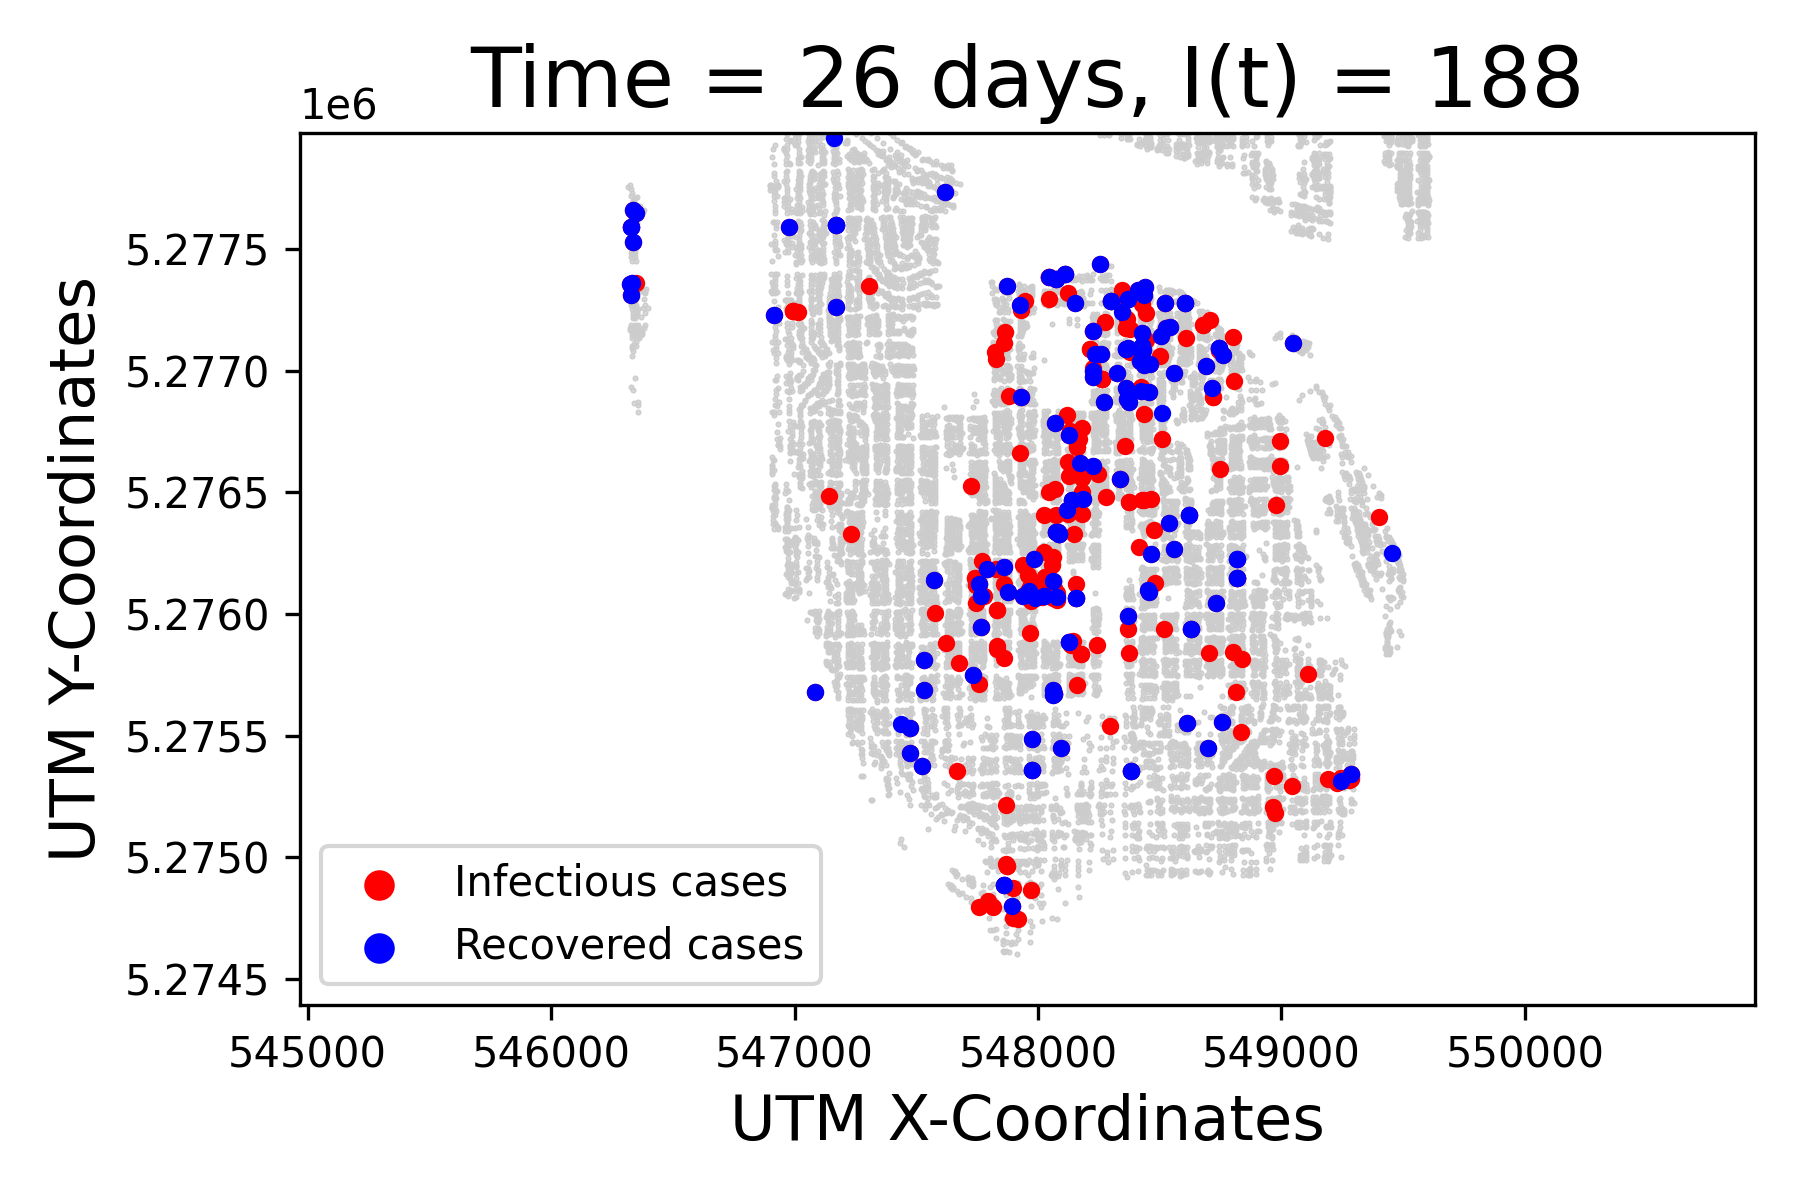 Time = 26 days, I(t) = 188
1e6
5.2775
5.2770
5.2765
5.2760
5.2755
5.2750
5.2745
UTM Y-Coordinates
Infectious cases
Recovered cases
545000 546000 547000 548000 549000 550000
UTM X-Coordinates